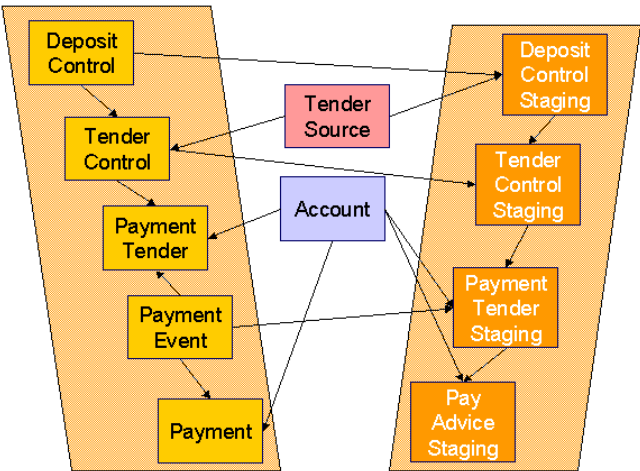 Deposit
Control
Tender
Control
Payment
Tender
Payment
Event
Payment
Tender
Source
Account
Deposit
Control
Staging
Tender
Control
Staging
Payment
Tender
Staging
Pay
Advice
Staging